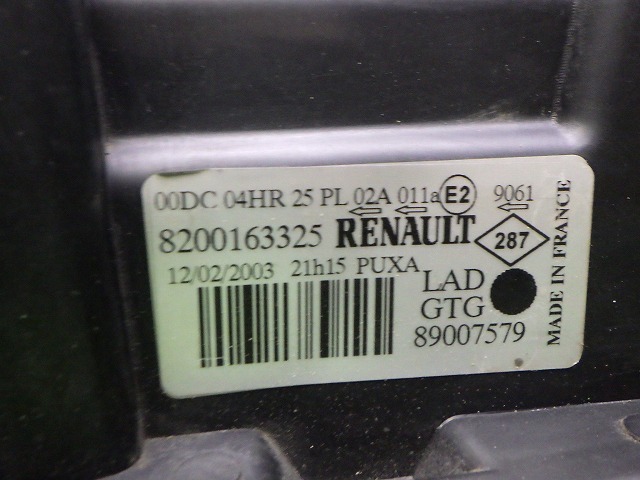 00DC 04HR 25 PL 02A 011a E2 9061
8200163325 RENAULT 287
12/02/2003 21h15 PUXA
LAD
GTG
89007579
MADE IN FRANCE